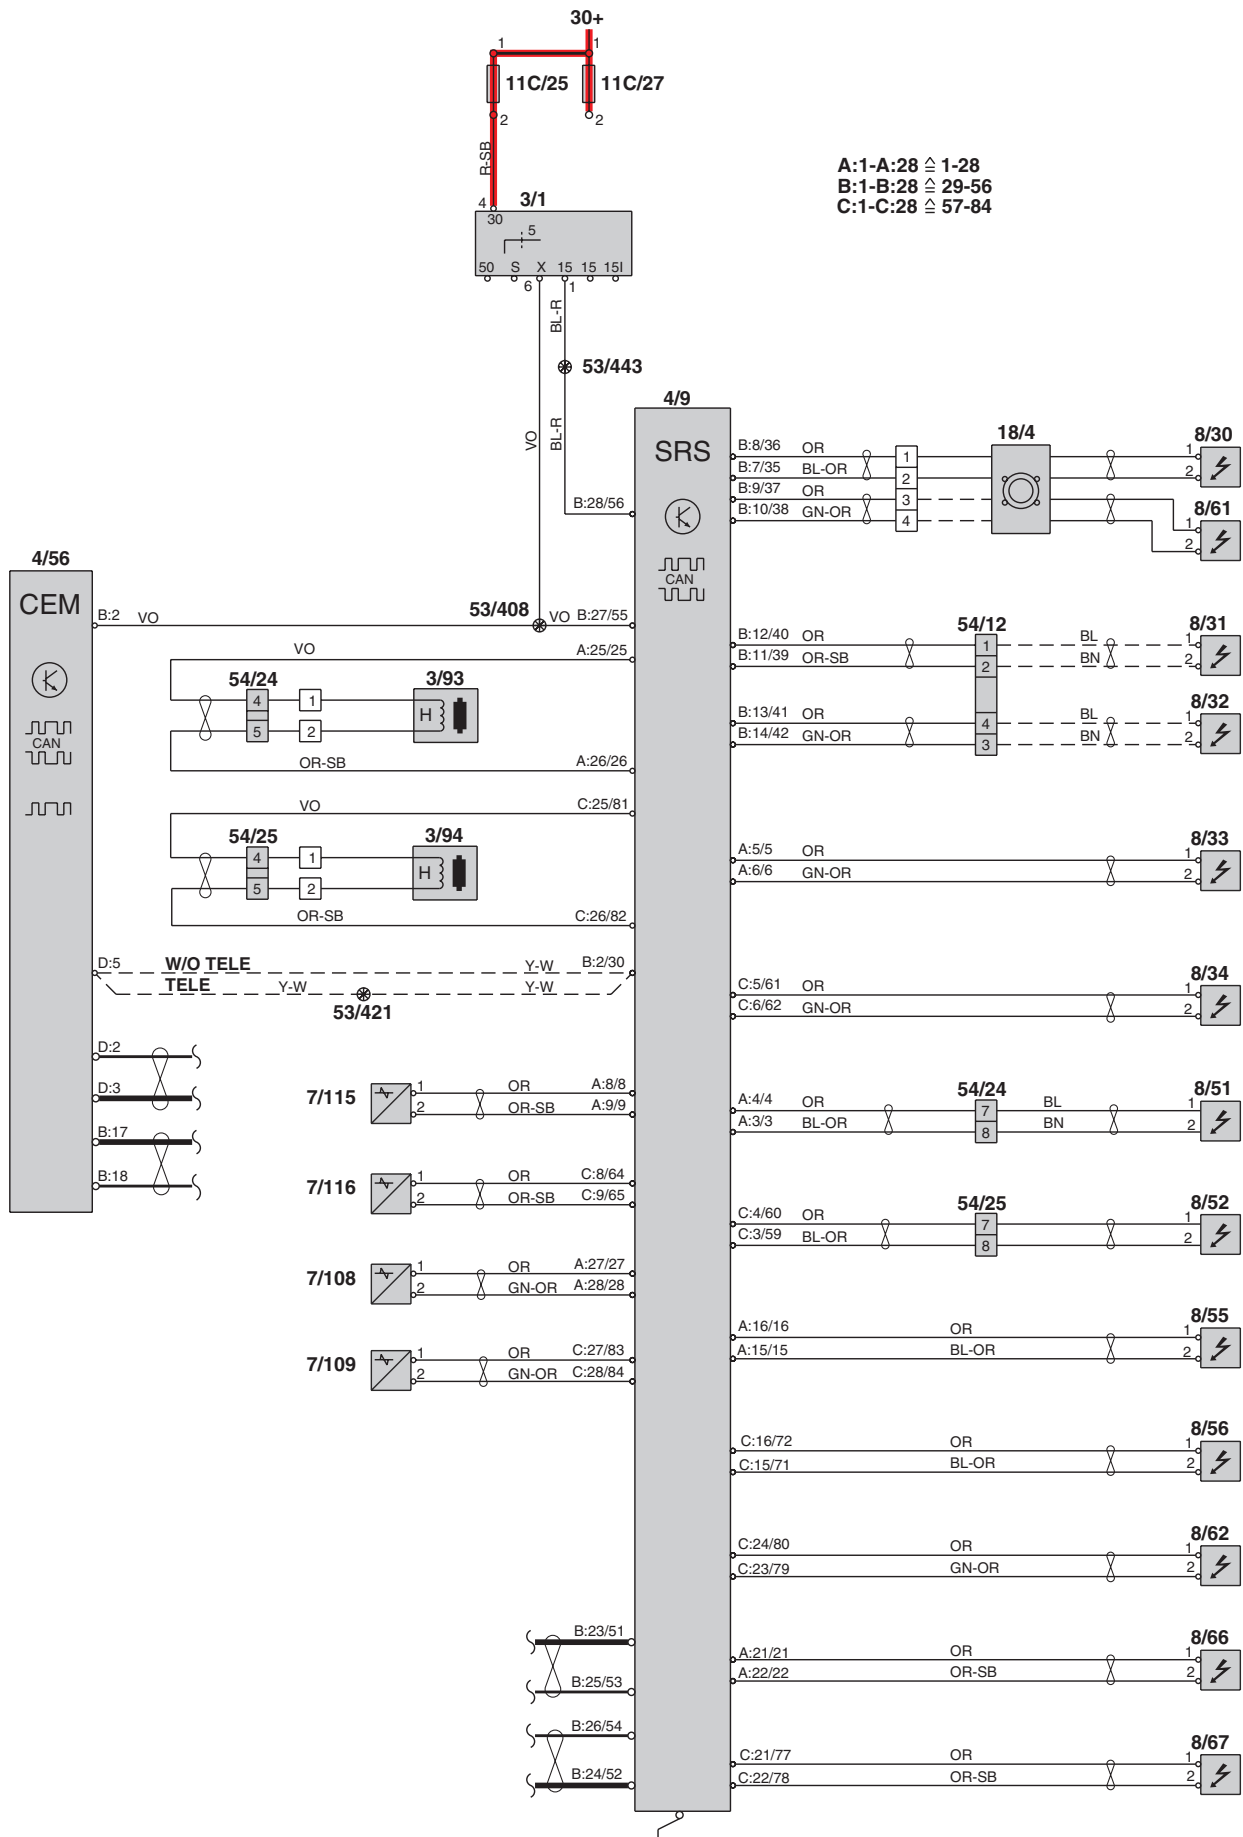 30+
1
1
11C/25
11C/27
2
2
R-SB
A:1-A:28 ≙ 1-28
B:1-B:28 ≙ 29-56
C:1-C:28 ≙ 57-84
4
3/1
30
5
50 S X 15 15 15I
6
1
BL-R
53/443
VO
BL-R
4/9
SRS
CAN
B:28/56
B:8/36 OR
B:7/35 BL-OR
B:9/37 OR
B:10/38 GN-OR
1
2
3
4
18/4
8/30
1
2
8/61
1
2
4/56
CEM
CAN
B:2 VO
53/408
VO B:27/55
VO
A:25/25
54/24
4
5
1
2
3/93
H
OR-SB
A:26/26
B:12/40 OR
B:11/39 OR-SB
54/12
1
2
BL
BN
8/31
1
2
B:13/41 OR
B:14/42 GN-OR
4
3
BL
BN
8/32
1
2
VO
C:25/81
54/25
4
5
1
2
3/94
H
OR-SB
C:26/82
A:5/5 OR
A:6/6 GN-OR
8/33
1
2
D:5 W/O TELE Y-W B:2/30
TELE Y-W Y-W
53/421
C:5/61 OR
C:6/62 GN-OR
8/34
1
2
D:2
D:3
B:17
B:18
7/115
1 OR A:8/8
2 OR-SB A:9/9
A:4/4 OR
A:3/3 BL-OR
54/24
7
8
BL
BN
8/51
1
2
7/116
1 OR C:8/64
2 OR-SB C:9/65
C:4/60 OR
C:3/59 BL-OR
54/25
7
8
8/52
1
2
7/108
1 OR A:27/27
2 GN-OR A:28/28
A:16/16 OR
A:15/15 BL-OR
8/55
1
2
7/109
1 OR C:27/83
2 GN-OR C:28/84
C:16/72 OR
C:15/71 BL-OR
8/56
1
2
C:24/80 OR
C:23/79 GN-OR
8/62
1
2
B:23/51
B:25/53
A:21/21 OR
A:22/22 OR-SB
8/66
1
2
B:26/54
B:24/52
C:21/77 OR
C:22/78 OR-SB
8/67
1
2